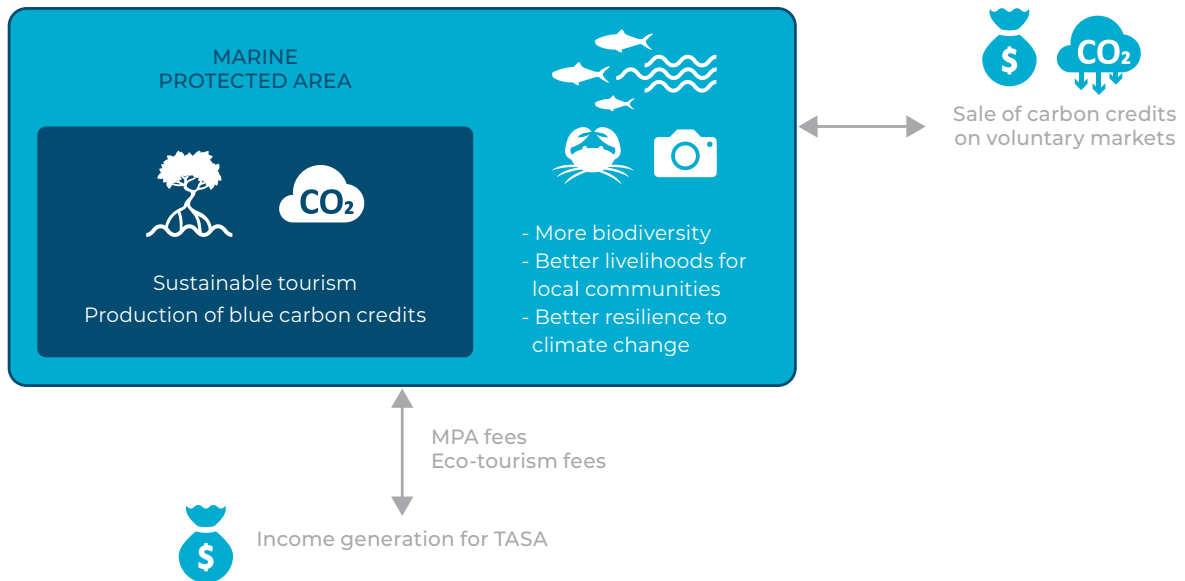 MARINE
PROTECTED AREA
CO₂
Sustainable tourism
Production of blue carbon credits
- More biodiversity
- Better livelihoods for
local communities
- Better resilience to
climate change
$
CO₂
Sale of carbon credits
on voluntary markets
MPA fees
Eco-tourism fees
$
Income generation for TASA